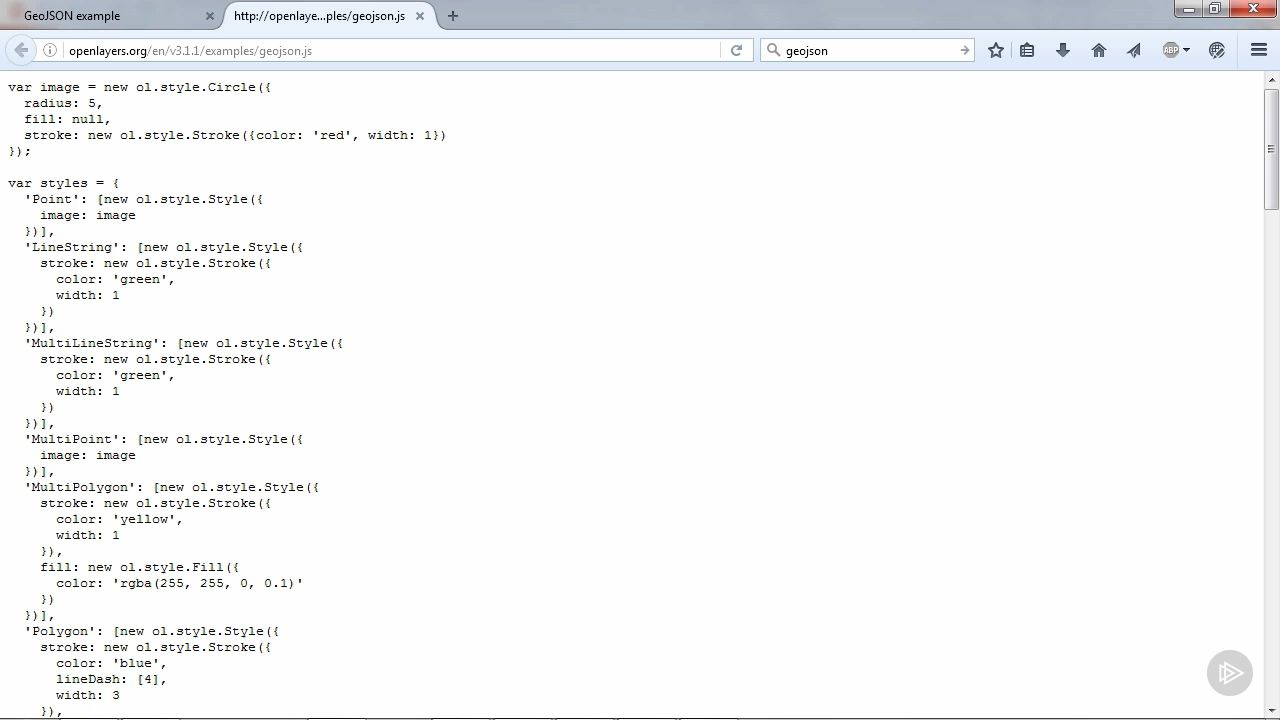 GeoJSON example
http://openlaye...ples/geojson.js
openlayers.org/en/v3.1.1/examples/geojson.js
geojson
ABP
var image = new ol.style.Circle({
  radius: 5,
  fill: null,
  stroke: new ol.style.Stroke({color: 'red', width: 1})
});
var styles = {
  'Point': [new ol.style.Style({
    image: image
  })],
  'LineString': [new ol.style.Style({
    stroke: new ol.style.Stroke({
      color: 'green',
      width: 1
    })
  })],
  'MultiLineString': [new ol.style.Style({
    stroke: new ol.style.Stroke({
      color: 'green',
      width: 1
    })
  })],
  'MultiPoint': [new ol.style.Style({
    image: image
  })],
  'MultiPolygon': [new ol.style.Style({
    stroke: new ol.style.Stroke({
      color: 'yellow',
      width: 1
    }),
    fill: new ol.style.Fill({
      color: 'rgba(255, 255, 0, 0.1)'
    })
  })],
  'Polygon': [new ol.style.Style({
    stroke: new ol.style.Stroke({
      color: 'blue',
      lineDash: [4],
      width: 3
    }),